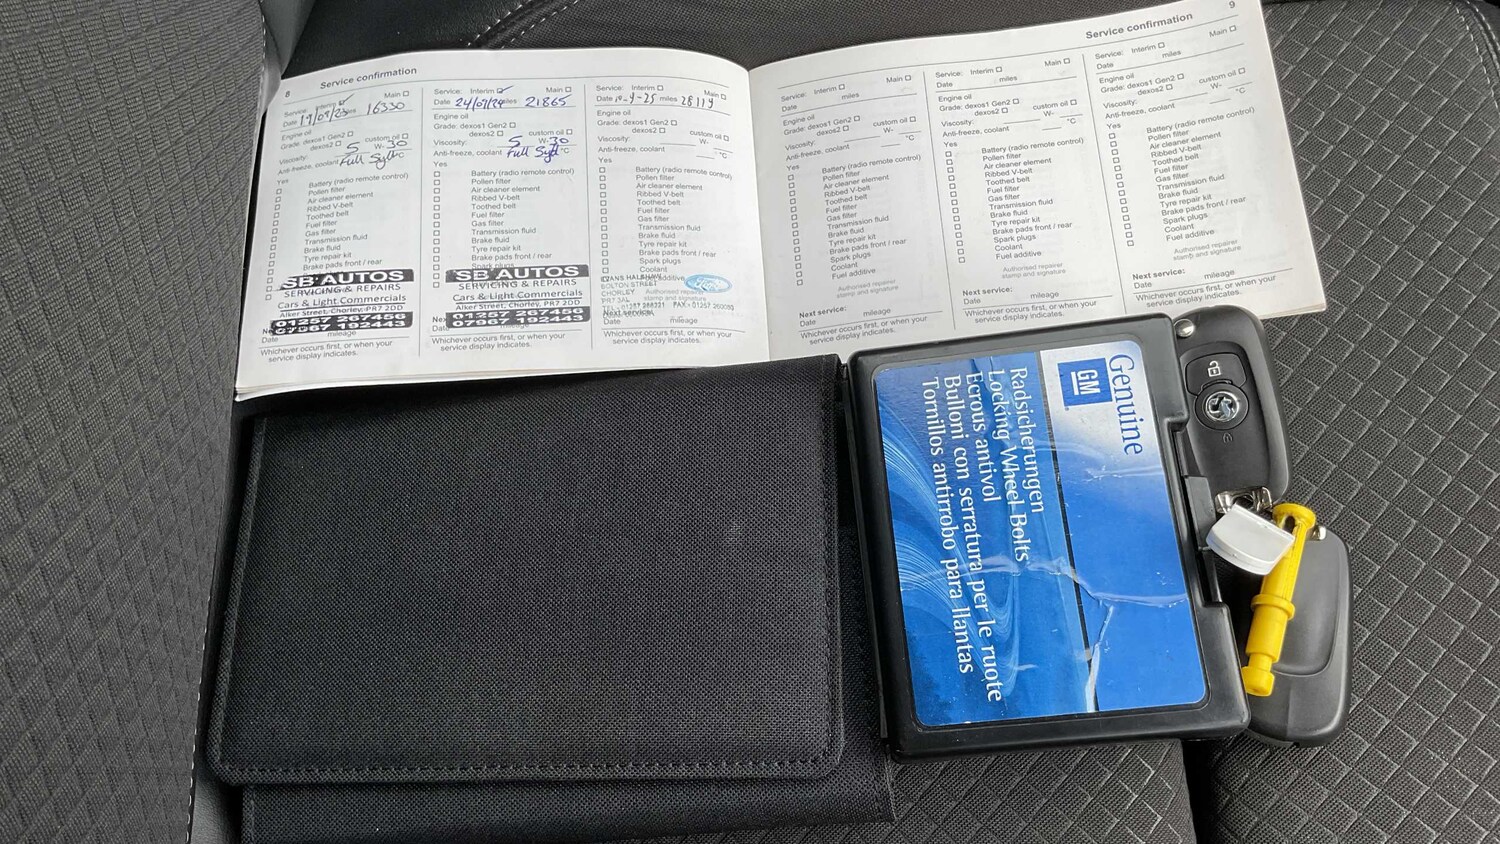 8
Service confirmation
Service: Interim Main
Date 19/09/23 miles 16330
Engine oil
Grade: dexos1 Gen2 custom oil
dexos2
Viscosity: 5 W- 30
Anti-freeze, coolant Full
Yes
Battery (radio remote control)
Pollen filter
Air cleaner element
Ribbed V-belt
Toothed belt
Fuel filter
Gas filter
Transmission fluid
Brake fluid
Tyre repair kit
Brake pads front / rear
SB AUTOS
SERVICING & REPAIRS
Cars & Light Commercials
Alker Street, Chorley, PR7 2DD
01257 267456
07967 192443
mileage
Date
Whichever occurs first, or when your
service display indicates.
Service: Interim Main
Date 24/07/24 miles 21865
Engine oil
Grade: dexos1 Gen2 custom oil
dexos2
Viscosity: 5 W- 30
Anti-freeze, coolant Full °C
Yes
Battery (radio remote control)
Pollen filter
Air cleaner element
Ribbed V-belt
Toothed belt
Fuel filter
Gas filter
Transmission fluid
Brake fluid
Tyre repair kit
Brake pads front / rear
Spark plugs
SB AUTOS
SERVICING & REPAIRS
Cars & Light Commercials
Alker Street, Chorley, PR7 2DD
01257 267456
07967 192443
Date
Whichever occurs first, or when your
service display indicates.
Service: Interim Main
Date miles 28119
Engine oil
Grade: dexos1 Gen2
dexos2 custom oil
Viscosity: W-
Anti-freeze, coolant °C
Yes
Battery (radio remote control)
Pollen filter
Air cleaner element
Ribbed V-belt
Toothed belt
Fuel filter
Gas filter
Transmission fluid
Brake fluid
Tyre repair kit
Brake pads front / rear
Spark plugs
Coolant
EVANS HALSHAW
BOLTON STREET
CHORLEY
PR7 3AL
Ford
Authorised repairer
stamp and signature
Next service:
Date mileage
Whichever occurs first, or when your
service display indicates.
9
Service confirmation
Service: Interim Main
Date miles
Engine oil
Grade: dexos1 Gen2 custom oil
dexos2
Viscosity: W-
Anti-freeze, coolant °C
Yes
Battery (radio remote control)
Pollen filter
Air cleaner element
Ribbed V-belt
Toothed belt
Fuel filter
Gas filter
Transmission fluid
Brake fluid
Tyre repair kit
Brake pads front / rear
Spark plugs
Coolant
Fuel additive
Authorised repairer
stamp and signature
Next service:
Date mileage
Whichever occurs first, or when your
service display indicates.
Service: Interim Main
Date miles
Engine oil
Grade: dexos1 Gen2 custom oil
dexos2
Viscosity: W-
Anti-freeze, coolant °C
Yes
Battery (radio remote control)
Pollen filter
Air cleaner element
Ribbed V-belt
Toothed belt
Fuel filter
Gas filter
Transmission fluid
Brake fluid
Tyre repair kit
Brake pads front / rear
Spark plugs
Coolant
Fuel additive
Authorised repairer
stamp and signature
Next service:
Date mileage
Whichever occurs first, or when your
service display indicates.
Service: Interim Main
Date miles
Engine oil
Grade: dexos1 Gen2 custom oil
dexos2
Viscosity: W-
Anti-freeze, coolant °C
Yes
Battery (radio remote control)
Pollen filter
Air cleaner element
Ribbed V-belt
Toothed belt
Fuel filter
Gas filter
Transmission fluid
Brake fluid
Tyre repair kit
Brake pads front / rear
Spark plugs
Coolant
Fuel additive
Authorised repairer
stamp and signature
Next service:
Date mileage
Whichever occurs first, or when your
service display indicates.
Genuine
GM
Radsicherungen
Locking Wheel Bolts
Ecrous antivol
Bulloni con serratura per le ruote
Tornillos antirrobo para llantas